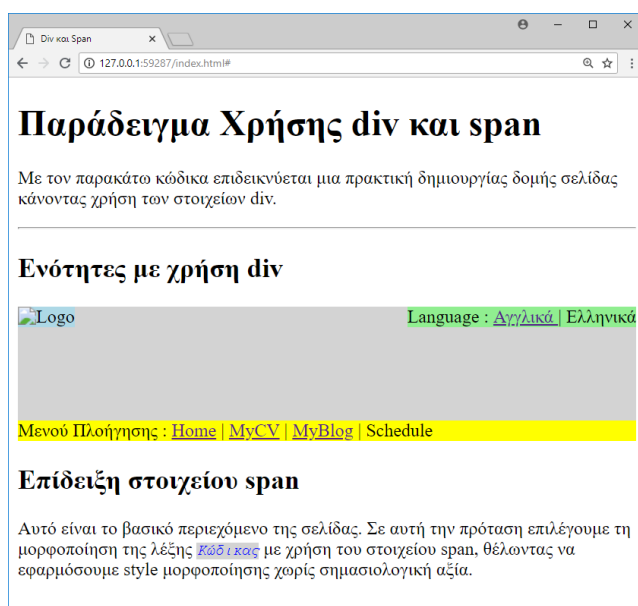 Div και Span
127.0.0.1:59287/index.html#
Παράδειγμα Χρήσης div και span
Με τον παρακάτω κώδικα επιδεικνύεται μια πρακτική δημιουργίας δομής σελίδας
κάνοντας χρήση των στοιχείων div.
Ενότητες με χρήση div
Logo
Language : Αγγλικά | Ελληνικά
Μενού Πλοήγησης : Home | MyCV | MyBlog | Schedule
Επίδειξη στοιχείου span
Αυτό είναι το βασικό περιεχόμενο της σελίδας. Σε αυτή την πρόταση επιλέγουμε τη
μορφοποίηση της λέξης Κώδικας με χρήση του στοιχείου span, θέλωντας να
εφαρμόσουμε style μορφοποίησης χωρίς σημασιολογική αξία.